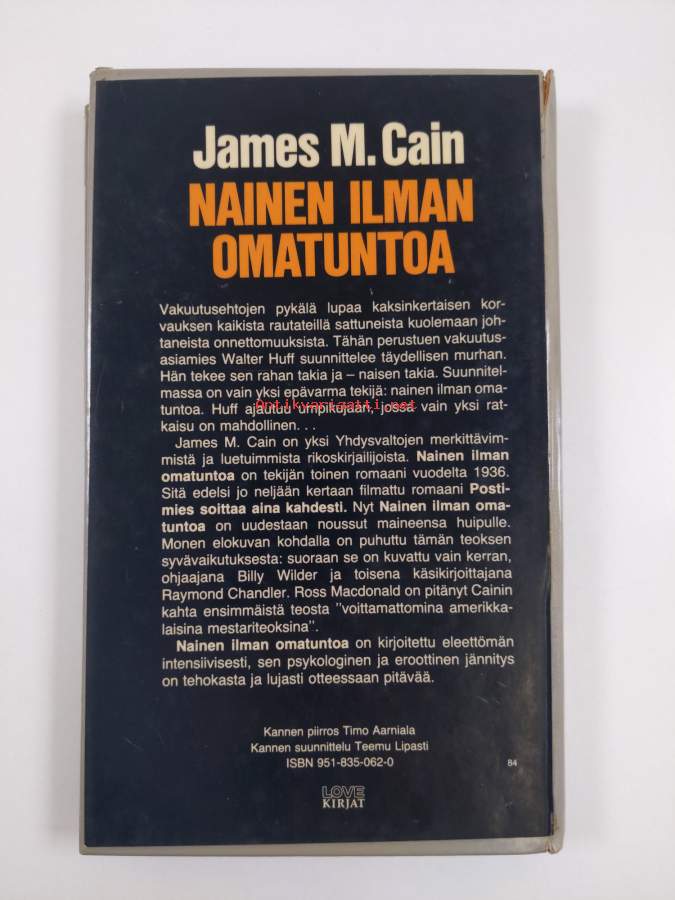 James M. Cain
NAINEN ILMAN
OMATUNTOA
Vakuutusehtojen pykälä lupaa kaksinkertaisen kor-
vauksen kaikista rautateillä sattuneista kuolemaan joh-
taneista onnettomuuksista. Tähän perustuen vakuutus-
asiamies Walter Huff suunnittelee täydellisen murhan.
Hän tekee sen rahan takia ja – naisen takia. Suunnitel-
massa on vain yksi epävarma tekijä: nainen ilman oma-
tuntoa. Huff ajautuu umpikujaan, jossa vain yksi rat-
Antikvariaatti.net
kaisu on mahdollinen. . .
James M. Cain on yksi Yhdysvaltojen merkittävim-
mistä ja luetuimmista rikoskirjailijoista. Nainen ilman
omatuntoa on tekijän toinen romaani vuodelta 1936.
Sitä edelsi jo neljään kertaan filmattu romaani Posti-
mies soittaa aina kahdesti. Nyt Nainen ilman oma-
tuntoa on uudestaan noussut maineensa huipulle.
Monen elokuvan kohdalla on puhuttu tämän teoksen
syvävaikutuksesta: suoraan se on kuvattu vain kerran,
ohjaajana Billy Wilder ja toisena käsikirjoittajana
Raymond Chandler. Ross Macdonald on pitänyt Cainin
kahta ensimmäistä teosta "voittamattomina amerikka-
laisina mestariteoksina".
Nainen ilman omatuntoa on kirjoitettu eleettömän
intensiivisesti, sen psykologinen ja eroottinen jännitys
on tehokasta ja lujasti otteessaan pitävää.
Kannen piirros Timo Aarniala
Kannen suunnittelu Teemu Lipasti
ISBN 951-835-062-0
84
LOVE
KIRJAT